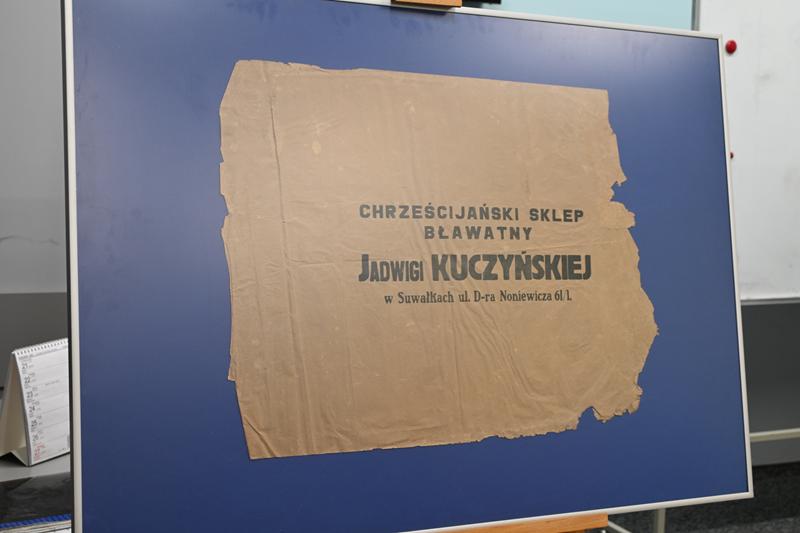 CHRZEŚCIJAŃSKI SKLEP
BŁAWATNY
JADWIGI KUCZYŃSKIEJ
w Suwałkach ul. D-ra Noniewicza 61/1.